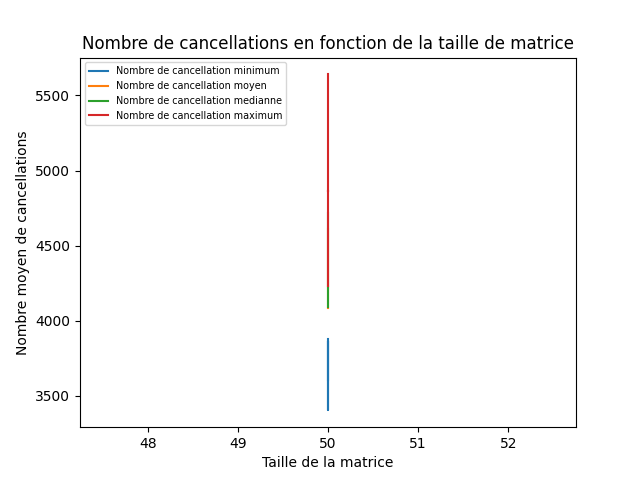 Nombre de cancellations en fonction de la taille de matrice
Nombre de cancellation minimum
Nombre de cancellation moyen
Nombre de cancellation medianne
Nombre de cancellation maximum
Nombre moyen de cancellations
5500
5000
4500
4000
3500
48 49 50 51 52
Taille de la matrice